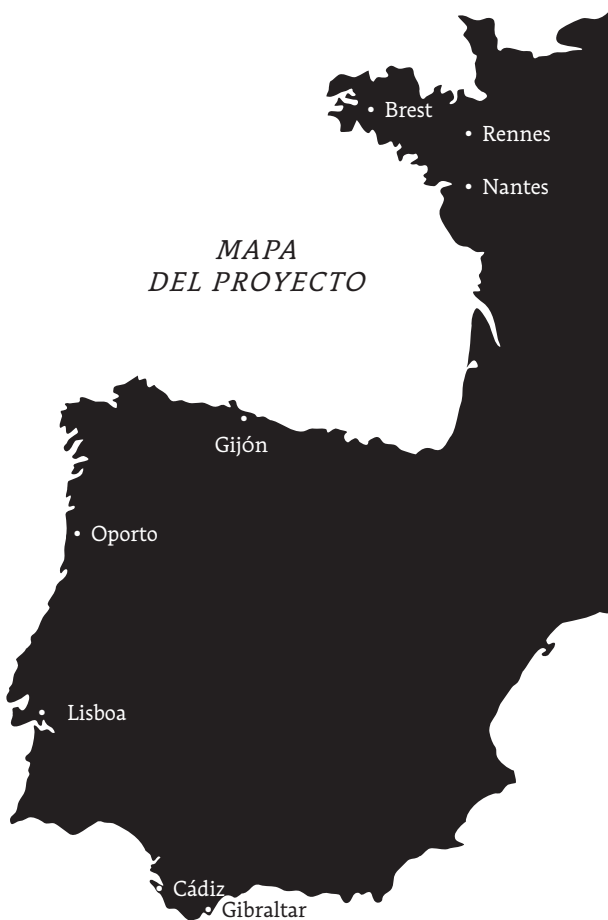 Brest
Rennes
Nantes
MAPA
DEL PROYECTO
Gijón
Oporto
Lisboa
Cádiz
Gibraltar